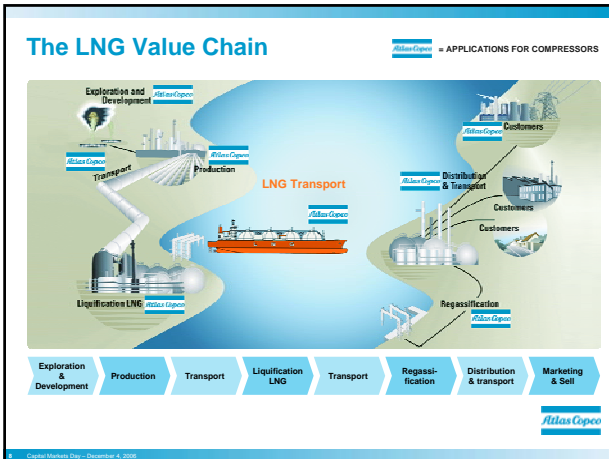 The LNG Value Chain
Atlas Copco = APPLICATIONS FOR COMPRESSORS
Exploration and
Development
Atlas Copco
Atlas Copco
Transport
Atlas Copco
Production
LNG Transport
Atlas Copco
Liquification LNG
Atlas Copco
Atlas Copco
Customers
Atlas Copco
Distribution
& Transport
Customers
Customers
Regassification
Atlas Copco
Exploration
&
Development
Production
Transport
Liquification
LNG
Transport
Regassi-
fication
Distribution
& transport
Marketing
& Sell
Atlas Copco
8 Capital Markets Day – December 4, 2006